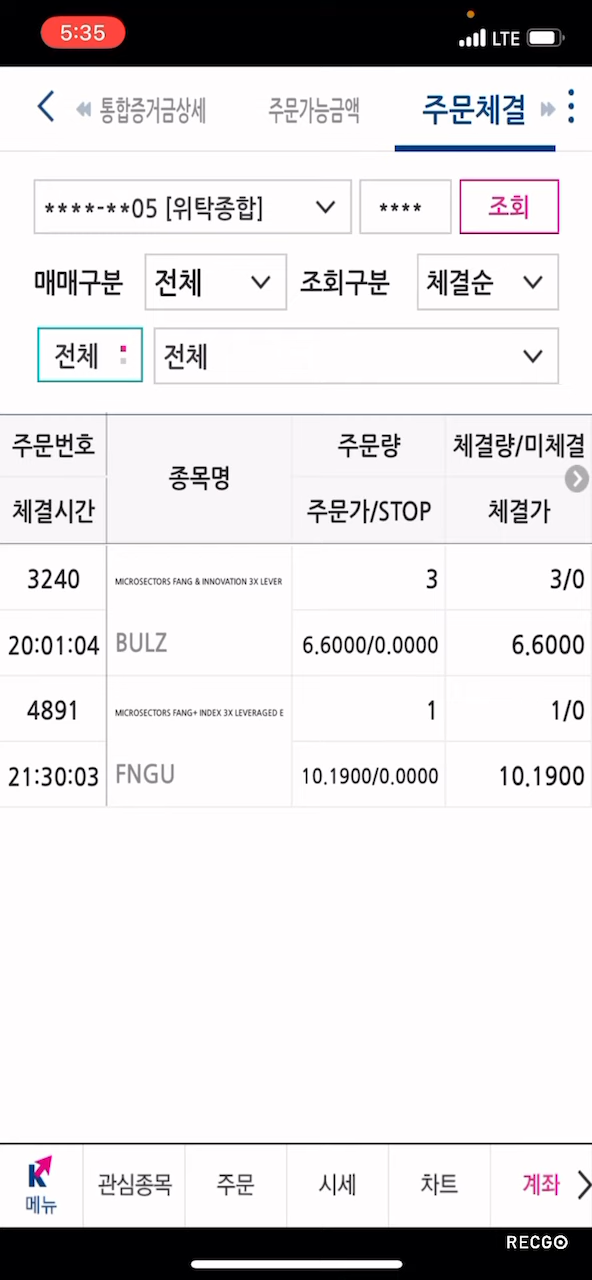 5:35
LTE
통합증거금상세 주문가능금액 주문체결
****-**05 [위탁종합] **** 조회
매매구분 전체 조회구분 체결순
전체 전체
주문번호 종목명 주문량 체결량/미체결
체결시간 주문가/STOP 체결가
3240 MICROSECTORS FANG & INNOVATION 3X LEVER 3 3/0
20:01:04 BULZ 6.6000/0.0000 6.6000
4891 MICROSECTORS FANG+ INDEX 3X LEVERAGED E 1 1/0
21:30:03 FNGU 10.1900/0.0000 10.1900
K
메뉴 관심종목 주문 시세 차트 계좌
RECGO